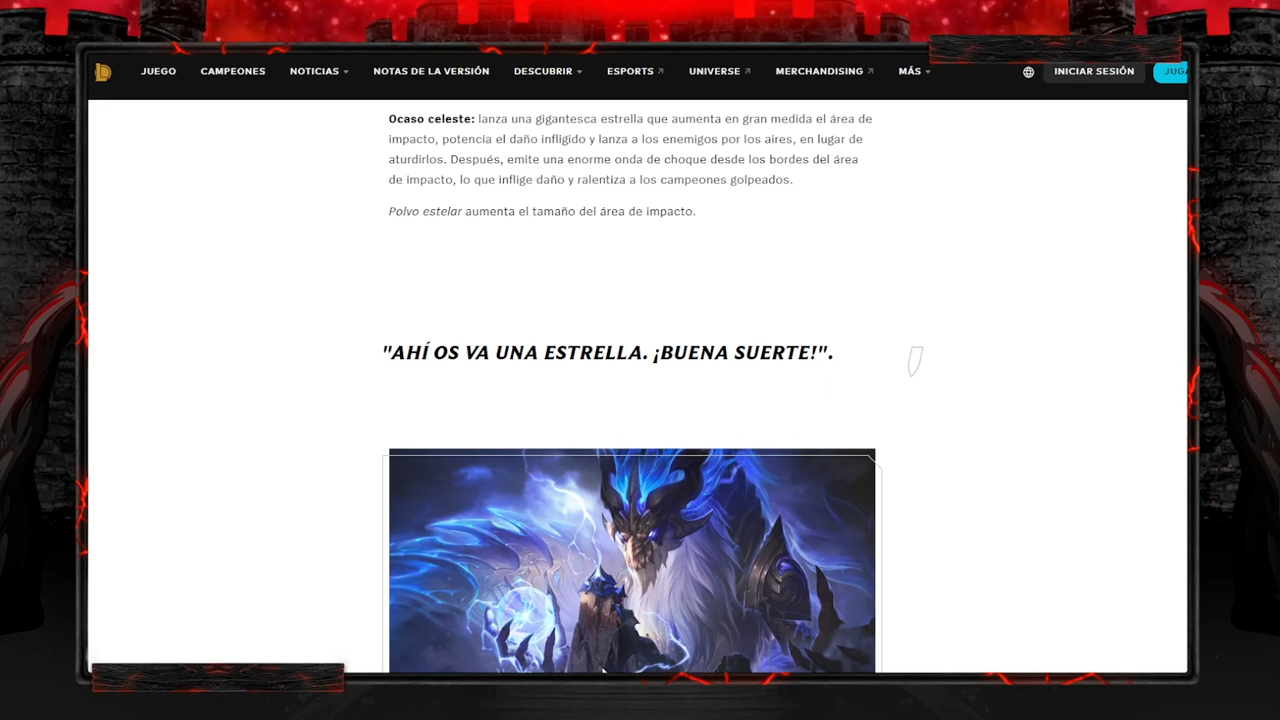 JUEGO CAMPEONES NOTICIAS NOTAS DE LA VERSIÓN DESCUBRIR ESPORTS UNIVERSE MERCHANDISING MÁS INICIAR SESIÓN
Ocaso celeste: lanza una gigantesca estrella que aumenta en gran medida el área de
impacto, potencia el daño infligido y lanza a los enemigos por los aires, en lugar de
aturdirlos. Después, emite una enorme onda de choque desde los bordes del área
de impacto, lo que inflige daño y ralentiza a los campeones golpeados.
Polvo estelar aumenta el tamaño del área de impacto.
"AHÍ OS VA UNA ESTRELLA. ¡BUENA SUERTE!".